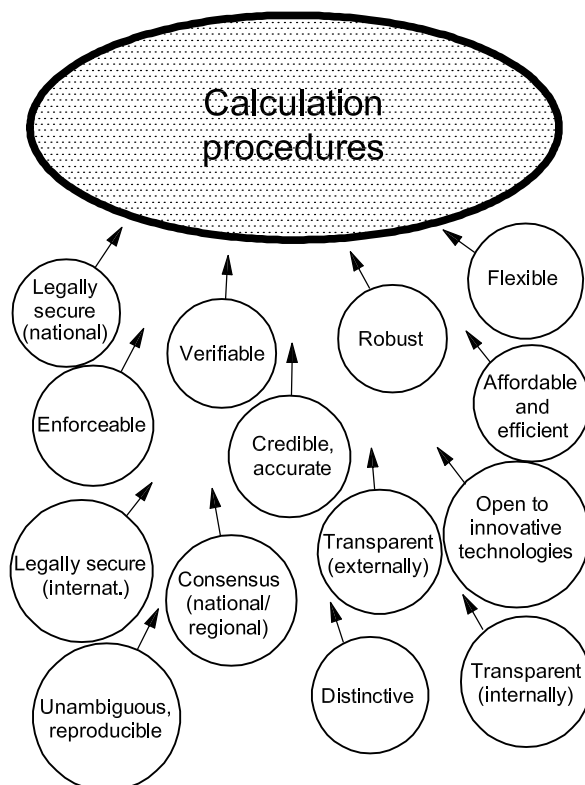 Calculation
procedures
Legally
secure
(national)
Verifiable
Robust
Flexible
Enforceable
Credible,
accurate
Affordable
and
efficient
Legally secure
(internat.)
Consensus
(national/
regional)
Transparent
(externally)
Open to
innovative
technologies
Unambiguous,
reproducible
Distinctive
Transparent
(internally)